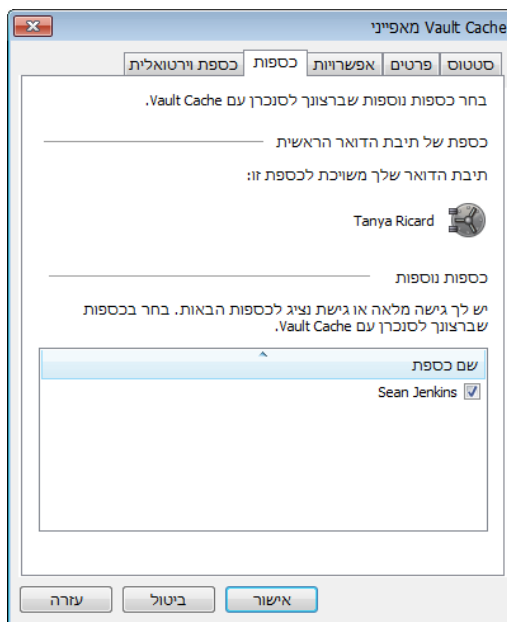 מאפייני Vault Cache
סטטוס
פרטים
אפשרויות
כספות
כספת וירטואלית
בחר כספות נוספות שברצונך לסנכרן עם Vault Cache.
כספת של תיבת הדואר הראשית
תיבת הדואר שלך משויכת לכספת זו:
Tanya Ricard
כספות נוספות
יש לך גישה מלאה או גישת נציג לכספות הבאות. בחר בכספות
שברצונך לסנכרן עם Vault Cache.
שם כספת
Sean Jenkins
אישור
ביטול
עזרה